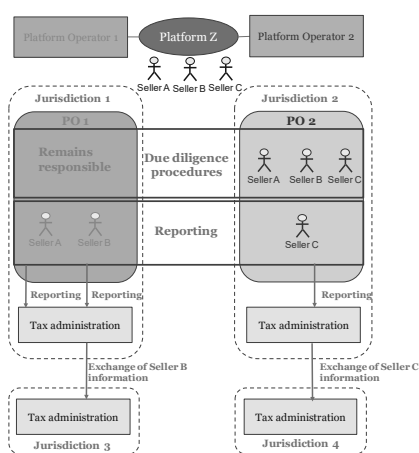 Platform Operator 1
Platform Z
Platform Operator 2
Seller A
Seller B
Seller C
Jurisdiction 1
Jurisdiction 2
PO 1
PO 2
Remains
responsible
Due diligence
procedures
Seller A
Seller B
Seller C
Reporting
Seller A
Seller B
Seller C
Reporting
Reporting
Reporting
Tax administration
Tax administration
Exchange of Seller B
information
Exchange of Seller C
information
Tax administration
Tax administration
Jurisdiction 3
Jurisdiction 4